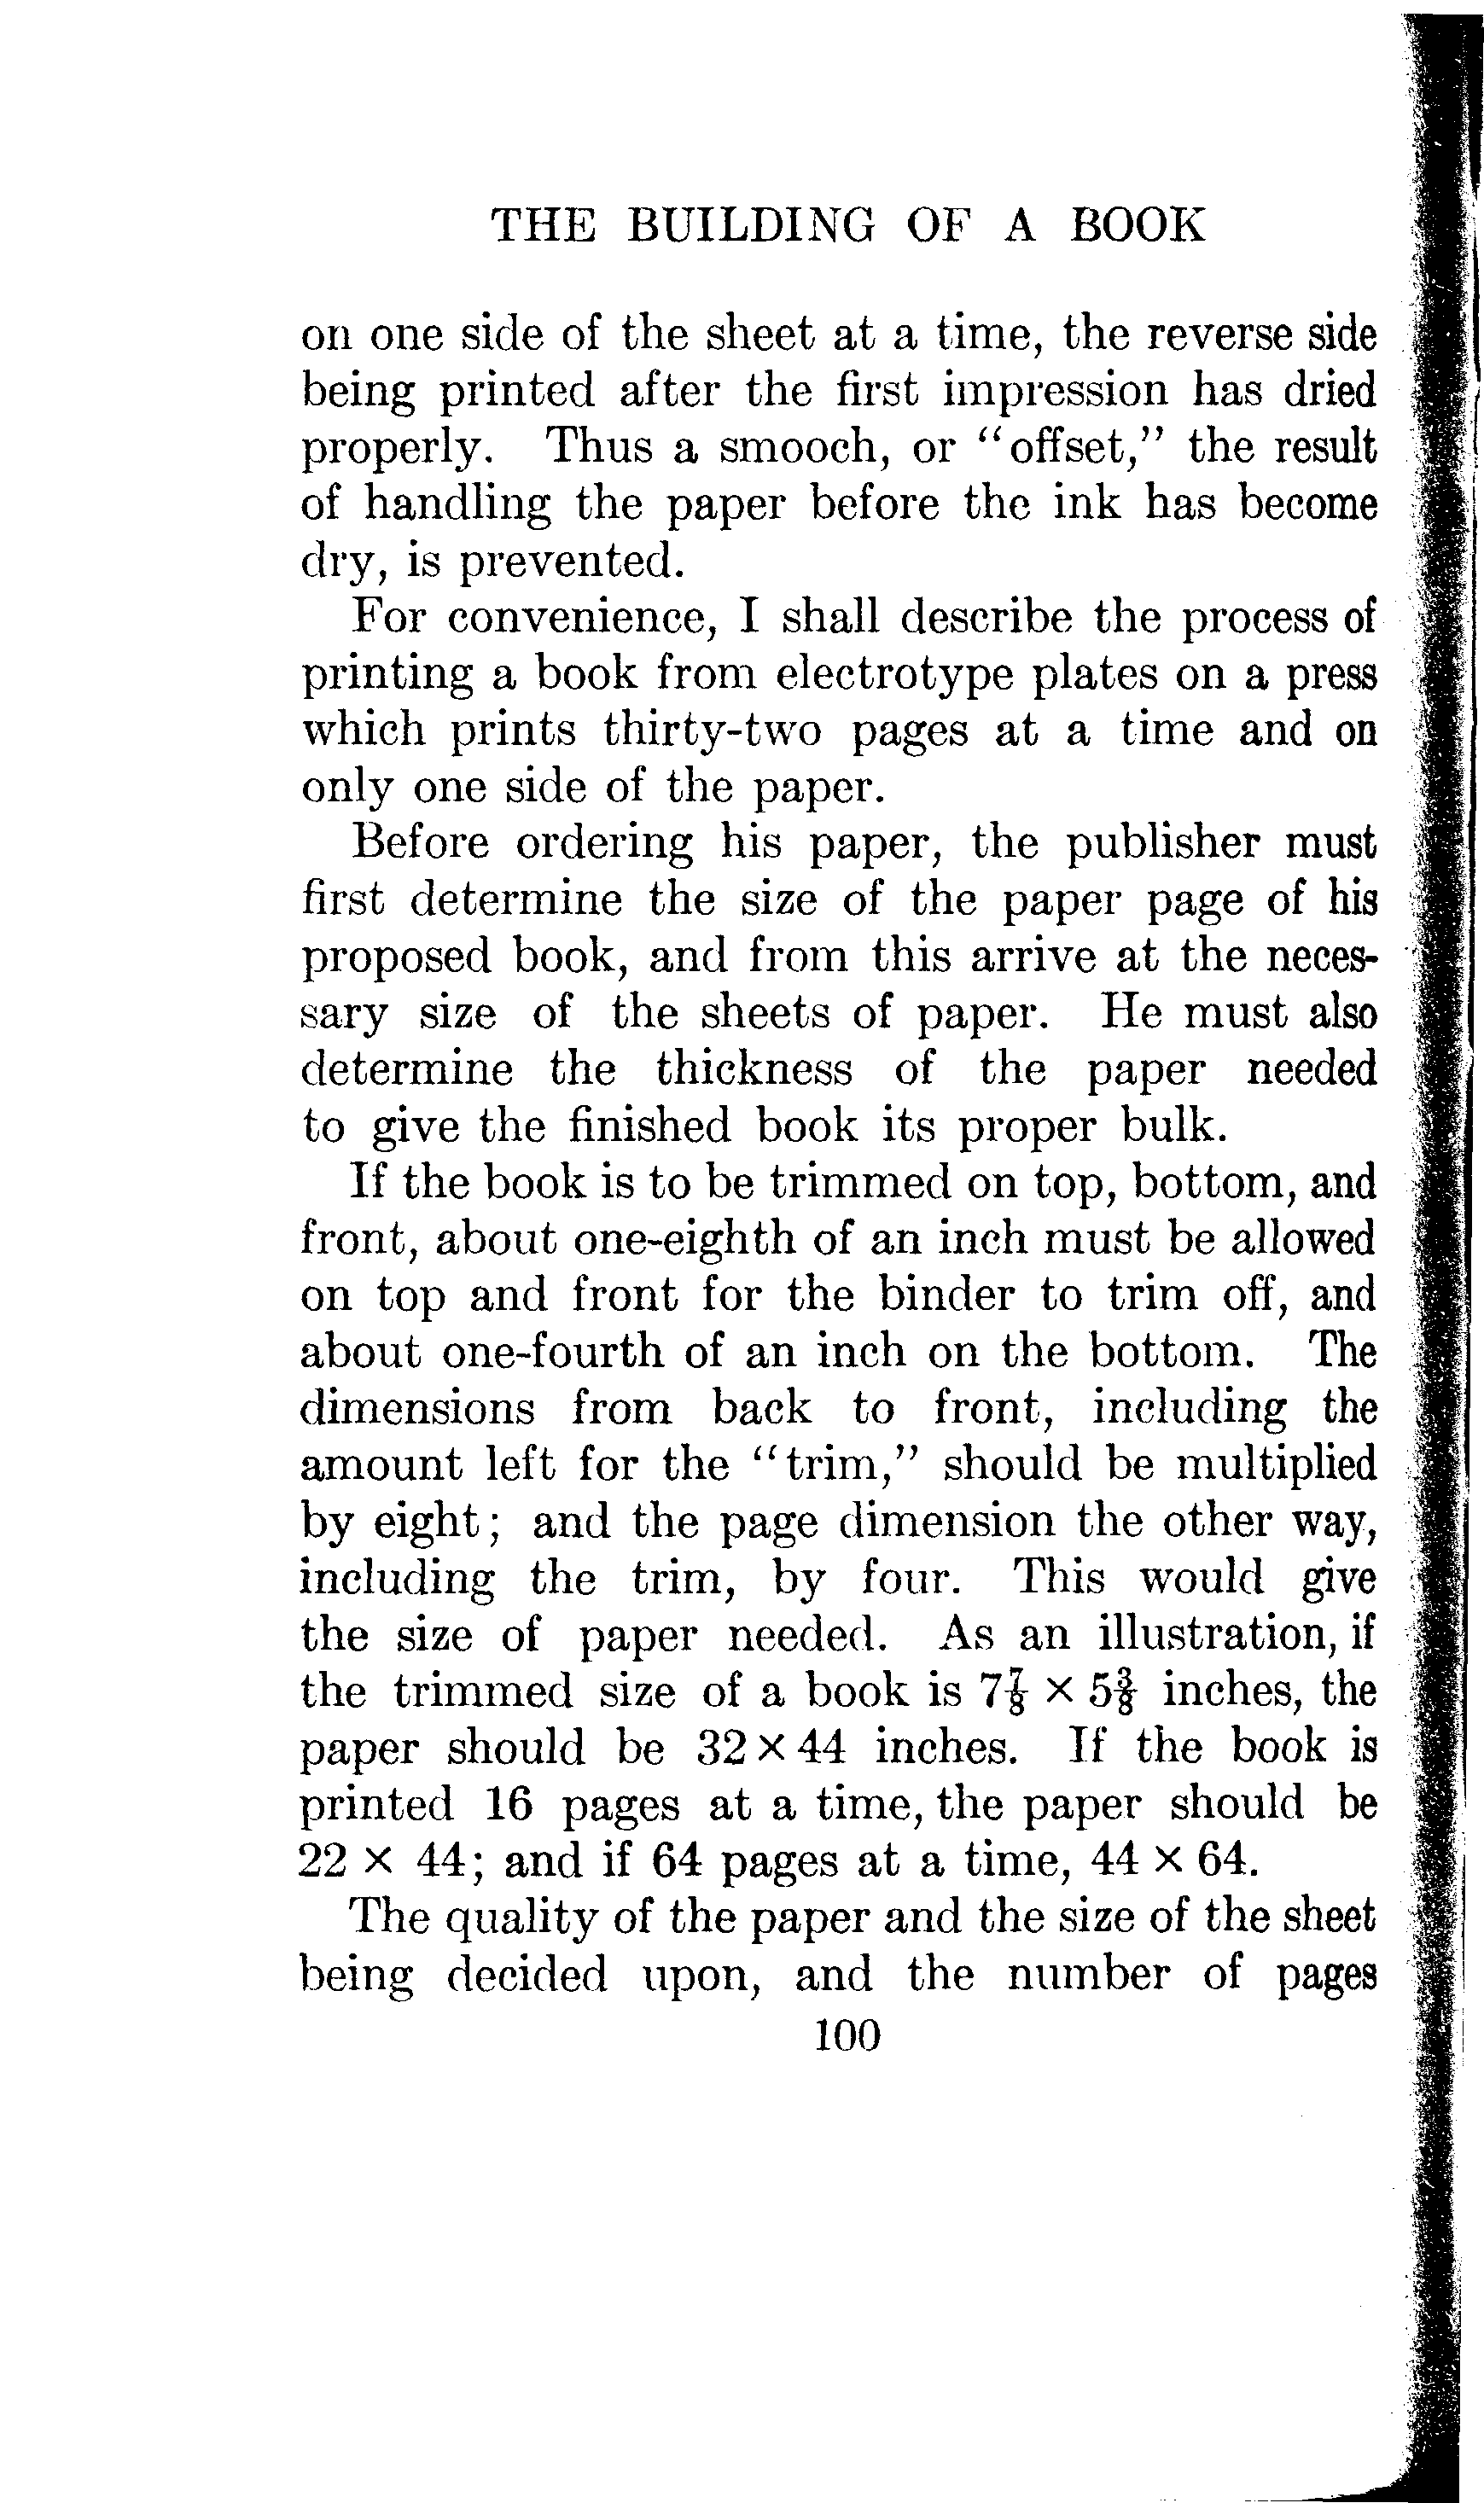 THE BUILDING OF A BOOK
on one side of the sheet at a time, the reverse side
being printed after the first impression has dried
properly. Thus a smooch, or "offset," the result
of handling the paper before the ink has become
dry, is prevented.
For convenience, I shall describe the process of
printing a book from electrotype plates on a press
which prints thirty-two pages at a time and on
only one side of the paper.
Before ordering his paper, the publisher must
first determine the size of the paper page of his
proposed book, and from this arrive at the neces-
sary size of the sheets of paper. He must also
determine the thickness of the paper needed
to give the finished book its proper bulk.
If the book is to be trimmed on top, bottom, and
front, about one-eighth of an inch must be allowed
on top and front for the binder to trim off, and
about one-fourth of an inch on the bottom. The
dimensions from back to front, including the
amount left for the "trim," should be multiplied
by eight; and the page dimension the other way,
including the trim, by four. This would give
the size of paper needed. As an illustration, if
the trimmed size of a book is 7⅞ × 5⅜ inches, the
paper should be 32 × 44 inches. If the book is
printed 16 pages at a time, the paper should be
22 × 44; and if 64 pages at a time, 44 × 64.
The quality of the paper and the size of the sheet
being decided upon, and the number of pages
100